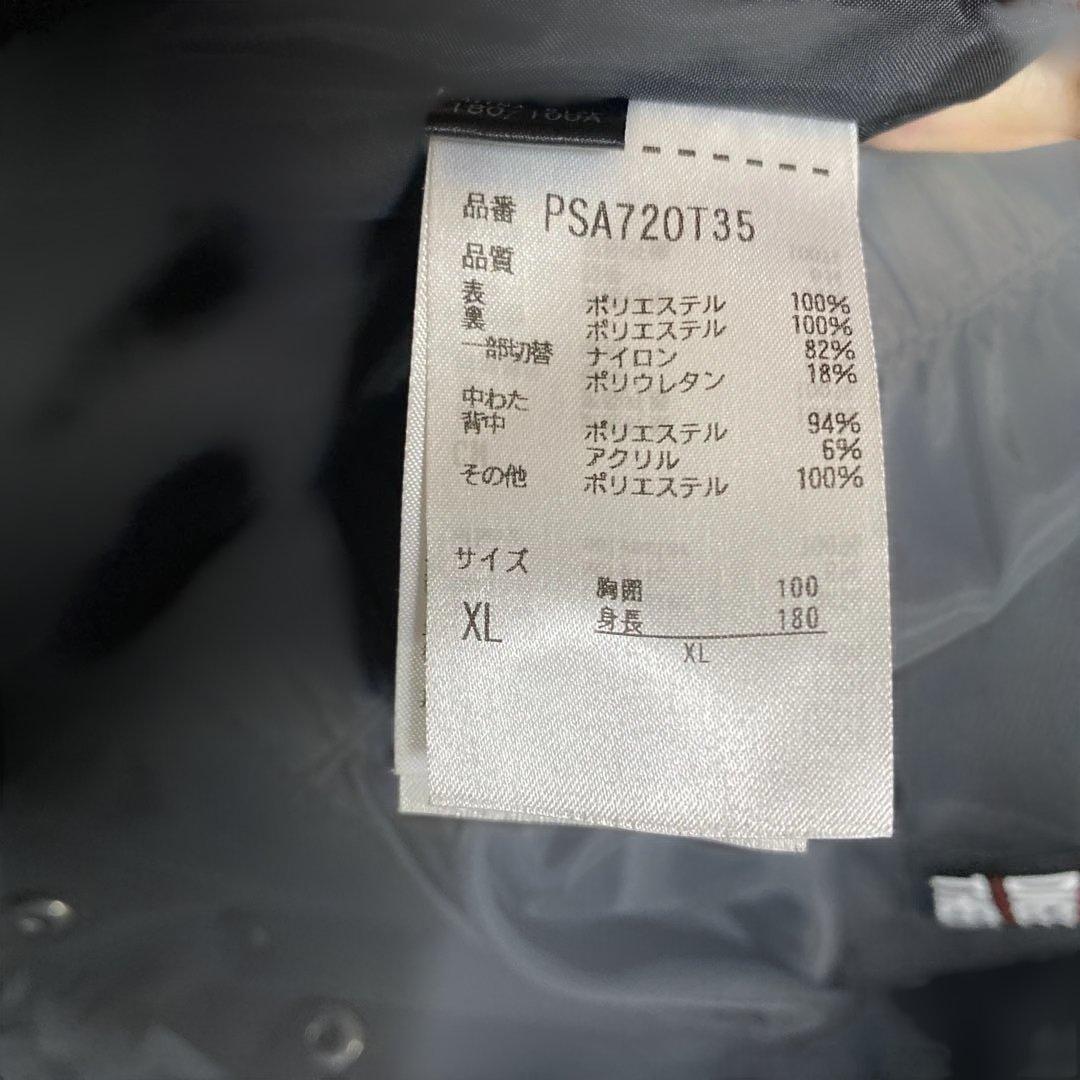 品番 PSA720T35
品質
表 ポリエステル 100%
裏 ポリエステル 100%
一部切替 ナイロン 82%
ポリウレタン 18%
中わた
背中 ポリエステル 94%
アクリル 6%
その他 ポリエステル 100%
サイズ
胸囲 100
XL 身長 180
XL